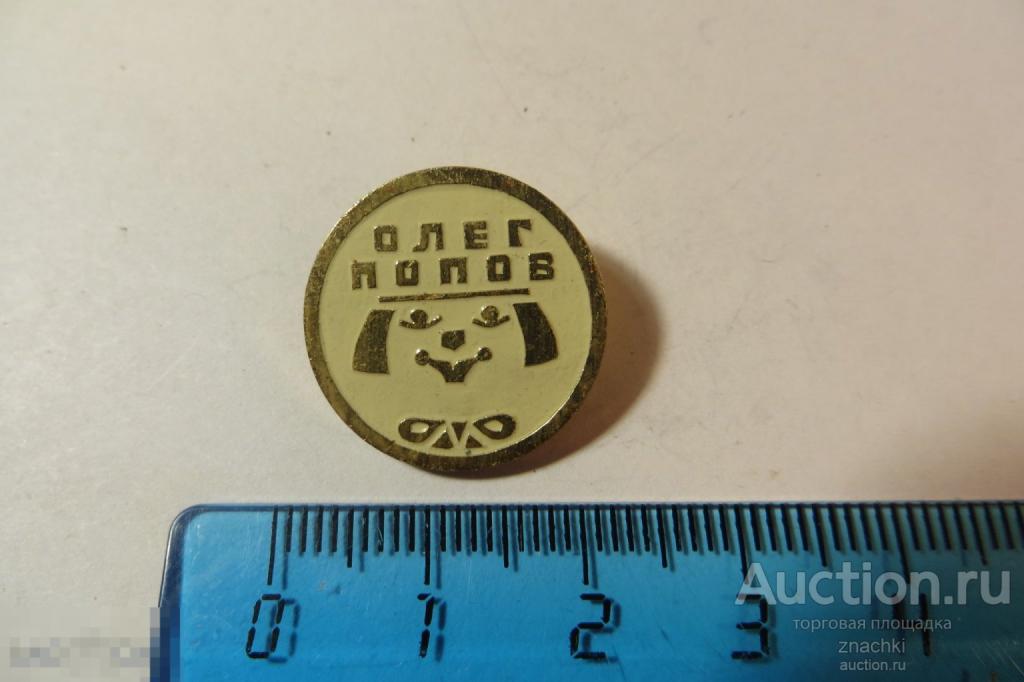 ОЛЕГ
ПОПОВ
0 1 2 3
Auction.ru
торговая площадка
znachki
auction.ru